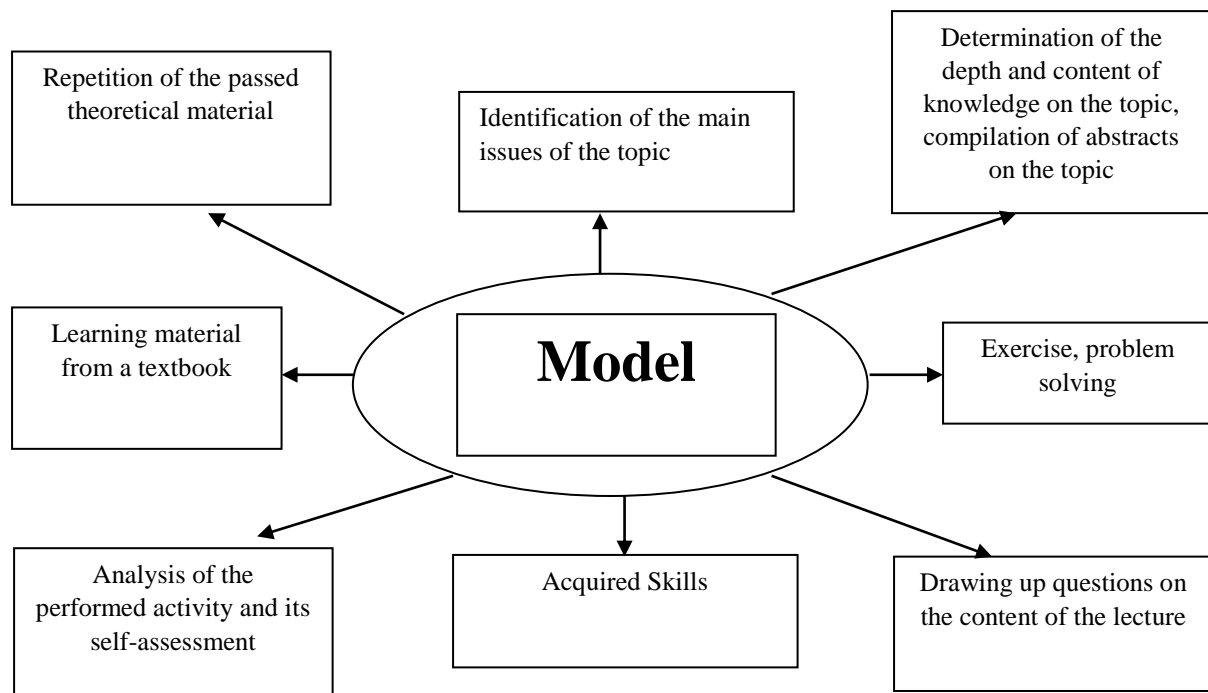 Repetition of the passed
theoretical material
Identification of the main
issues of the topic
Determination of the
depth and content of
knowledge on the topic,
compilation of abstracts
on the topic
Learning material
from a textbook
Model
Exercise, problem
solving
Analysis of the
performed activity and its
self-assessment
Acquired Skills
Drawing up questions on
the content of the lecture